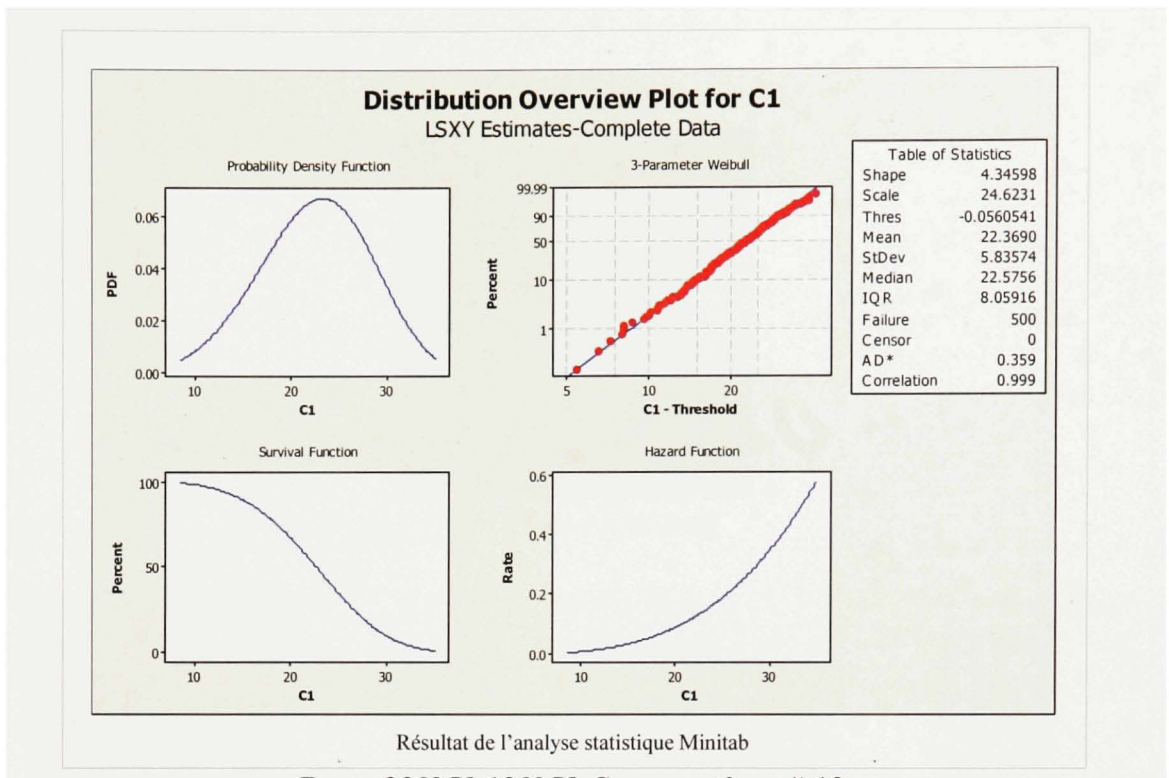 Distribution Overview Plot for C1
LSXY Estimates-Complete Data
Probability Density Function
PDF
0.06
0.04
0.02
0.00
10 20 30
C1
3-Parameter Weibull
Percent
99.99
90
50
10
1
5 10 20
C1 - Threshold
Table of Statistics
Shape 4.34598
Scale 24.6231
Thres -0.0560541
Mean 22.3690
StDev 5.83574
Median 22.5756
IQR 8.05916
Failure 500
Censor 0
AD* 0.359
Correlation 0.999
Survival Function
Percent
100
50
0
10 20 30
C1
Hazard Function
Rate
0.6
0.4
0.2
0.0
10 20 30
C1
Résultat de l'analyse statistique Minitab